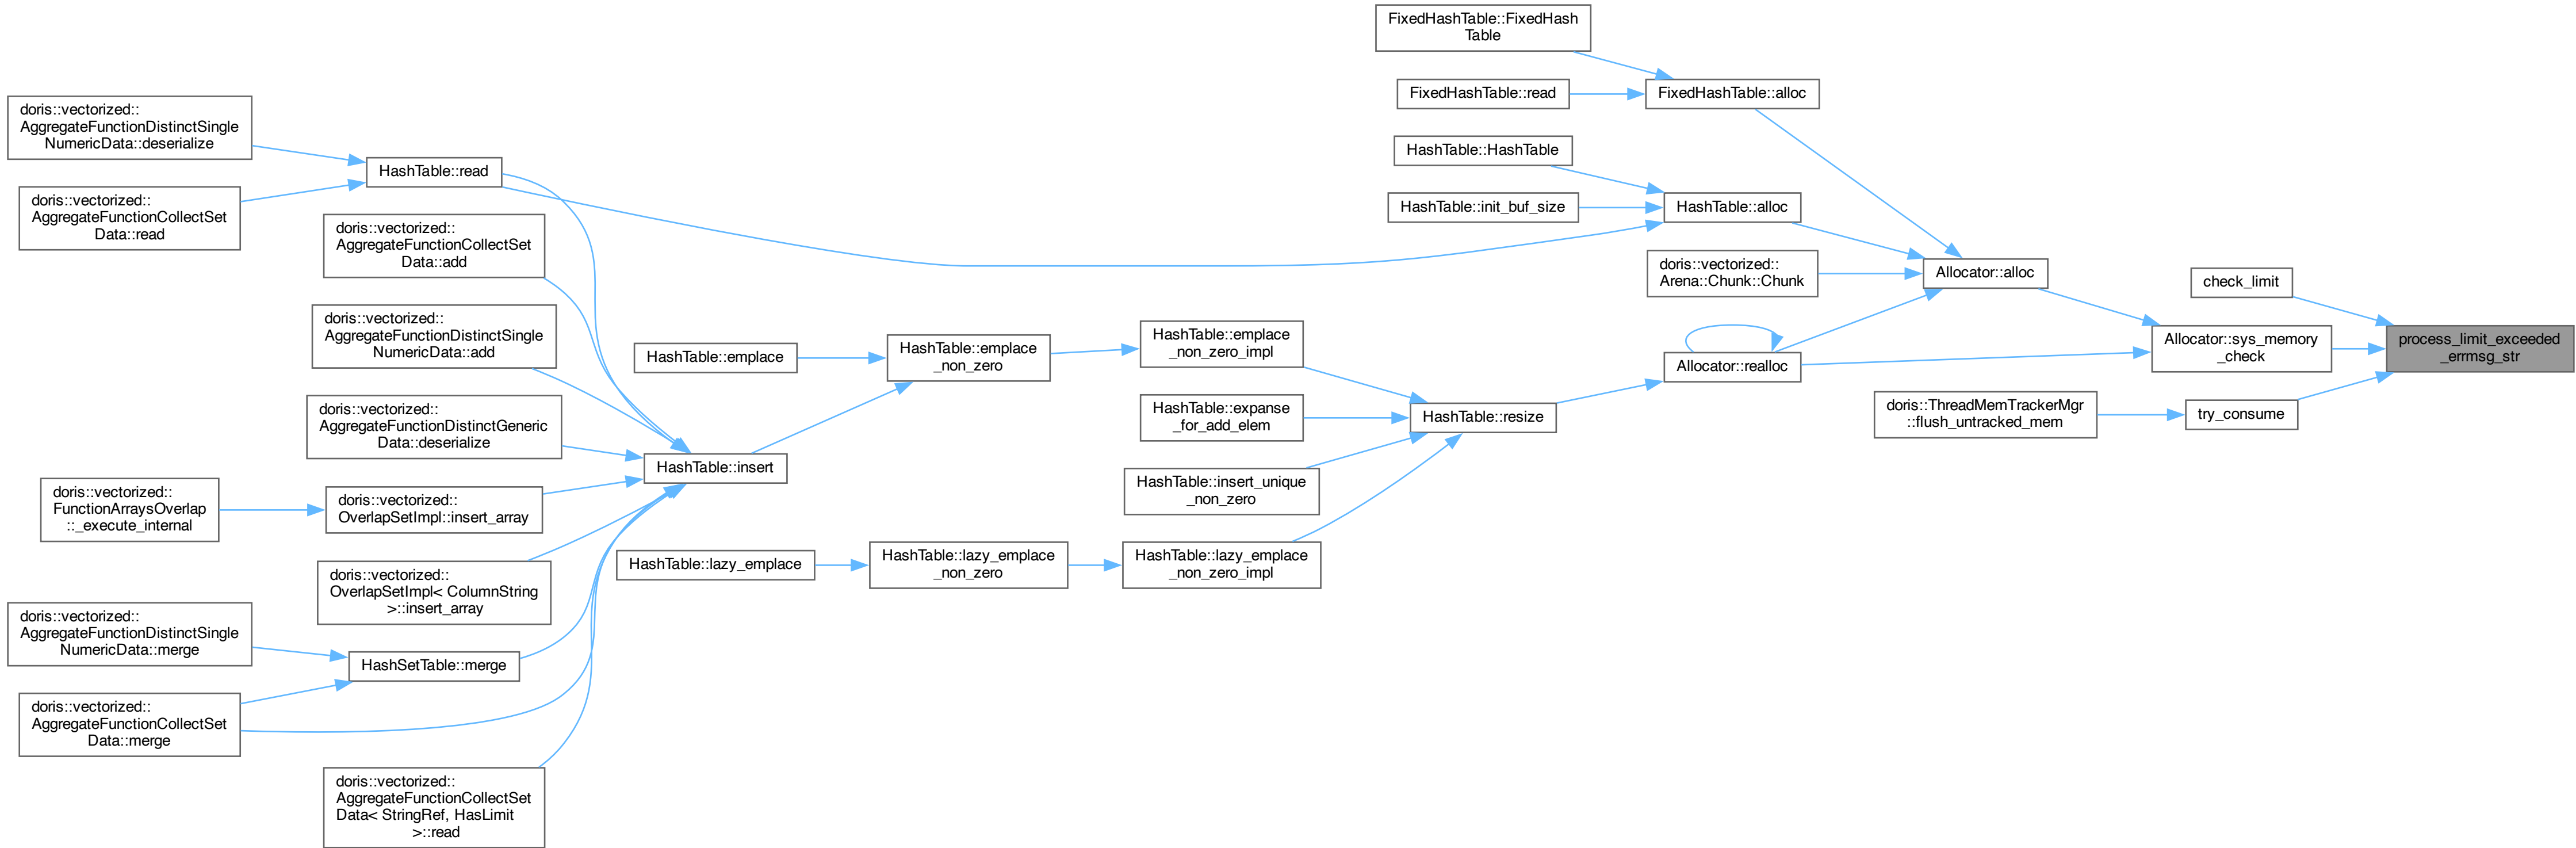 FixedHashTable::FixedHash
Table
FixedHashTable::read
FixedHashTable::alloc
HashTable::HashTable
HashTable::init_buf_size
HashTable::alloc
doris::vectorized::
Arena::Chunk::Chunk
Allocator::alloc
check_limit
Allocator::sys_memory
_check
process_limit_exceeded
_errmsg_str
Allocator::realloc
doris::ThreadMemTrackerMgr
::flush_untracked_mem
try_consume
HashTable::resize
HashTable::emplace
_non_zero_impl
HashTable::expanse
_for_add_elem
HashTable::insert_unique
_non_zero
HashTable::lazy_emplace
_non_zero_impl
HashTable::emplace
_non_zero
HashTable::emplace
HashTable::lazy_emplace
_non_zero
HashTable::lazy_emplace
HashTable::insert
HashTable::read
doris::vectorized::
AggregateFunctionDistinctSingle
NumericData::deserialize
doris::vectorized::
AggregateFunctionCollectSet
Data::read
doris::vectorized::
AggregateFunctionCollectSet
Data::add
doris::vectorized::
AggregateFunctionDistinctSingle
NumericData::add
doris::vectorized::
AggregateFunctionDistinctGeneric
Data::deserialize
doris::vectorized::
FunctionArraysOverlap
::_execute_internal
doris::vectorized::
OverlapSetImpl::insert_array
doris::vectorized::
OverlapSetImpl< ColumnString
>::insert_array
doris::vectorized::
AggregateFunctionDistinctSingle
NumericData::merge
HashSetTable::merge
doris::vectorized::
AggregateFunctionCollectSet
Data::merge
doris::vectorized::
AggregateFunctionCollectSet
Data< StringRef, HasLimit
>::read